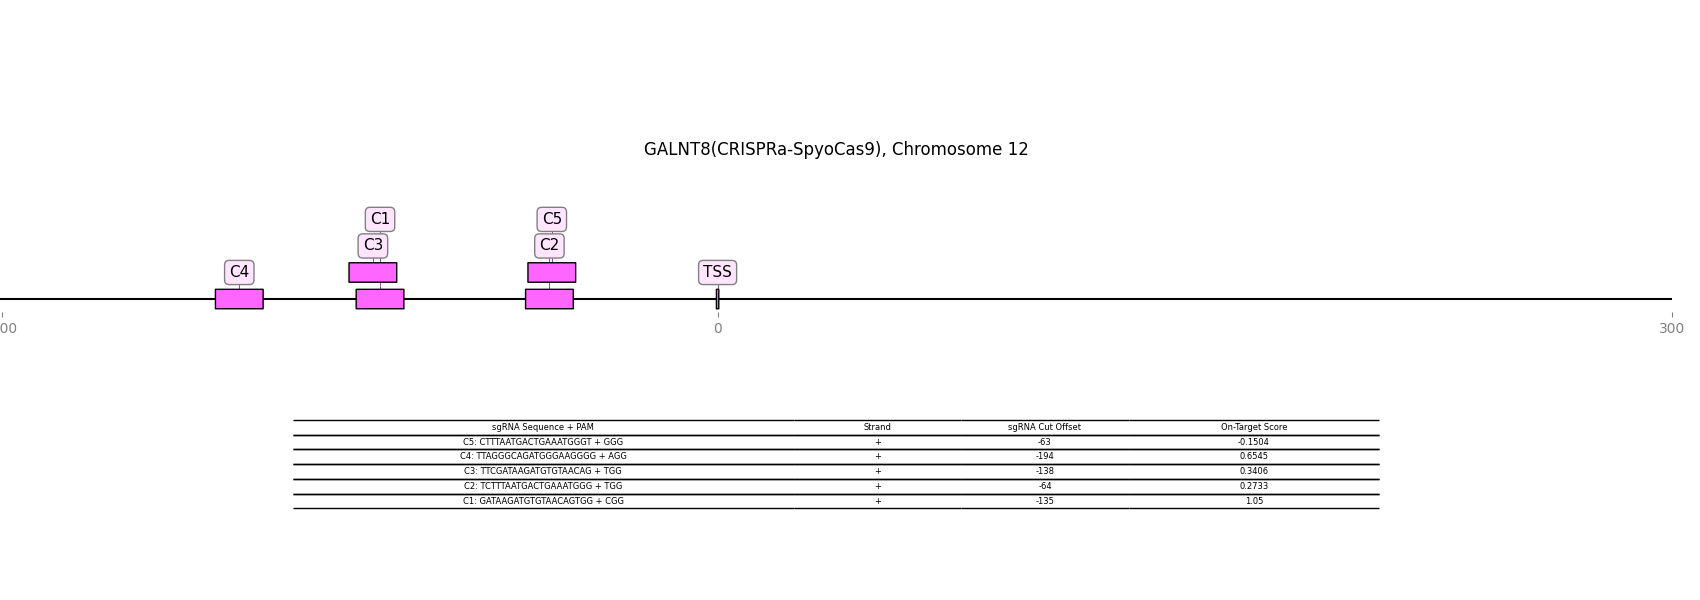 GALNT8(CRISPRa-SpyoCas9), Chromosome 12
C1 C5
C3 C2
C4 TSS
00 0 300
sgRNA Sequence + PAM Strand sgRNA Cut Offset On-Target Score
C5: CTTTAATGACTGAAATGGGT + GGG + -63 -0.1504
C4: TTAGGGCAGATGGGAAGGGG + AGG + -194 0.6545
C3: TTCGATAAGATGTGTAACAG + TGG + -138 0.3406
C2: TCTTTAATGACTGAAATGGG + TGG + -64 0.2733
C1: GATAAGATGTGTAACAGTGG + CGG + -135 1.05